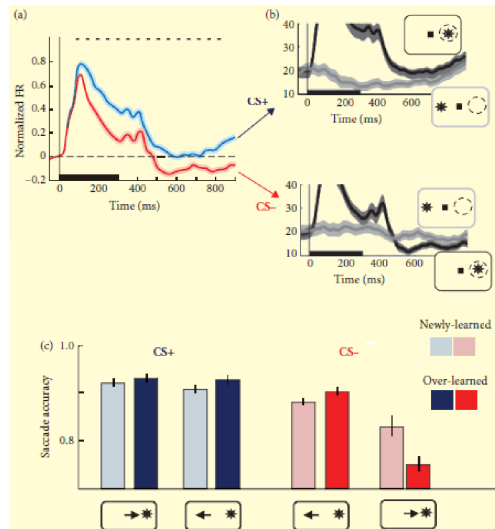 (a)
Normalized FR
0.8
0.6
0.4
0.2
0
−0.2
0 200 400 600 800
Time (ms)
CS+
CS−
(b)
40
30
20
10
0 200 400 600 800
Time (ms)
40
30
20
10
0 200 400 600 800
Time (ms)
(c)
Saccade accuracy
1.0
0.8
CS+
CS−
Newly-learned
Over-learned